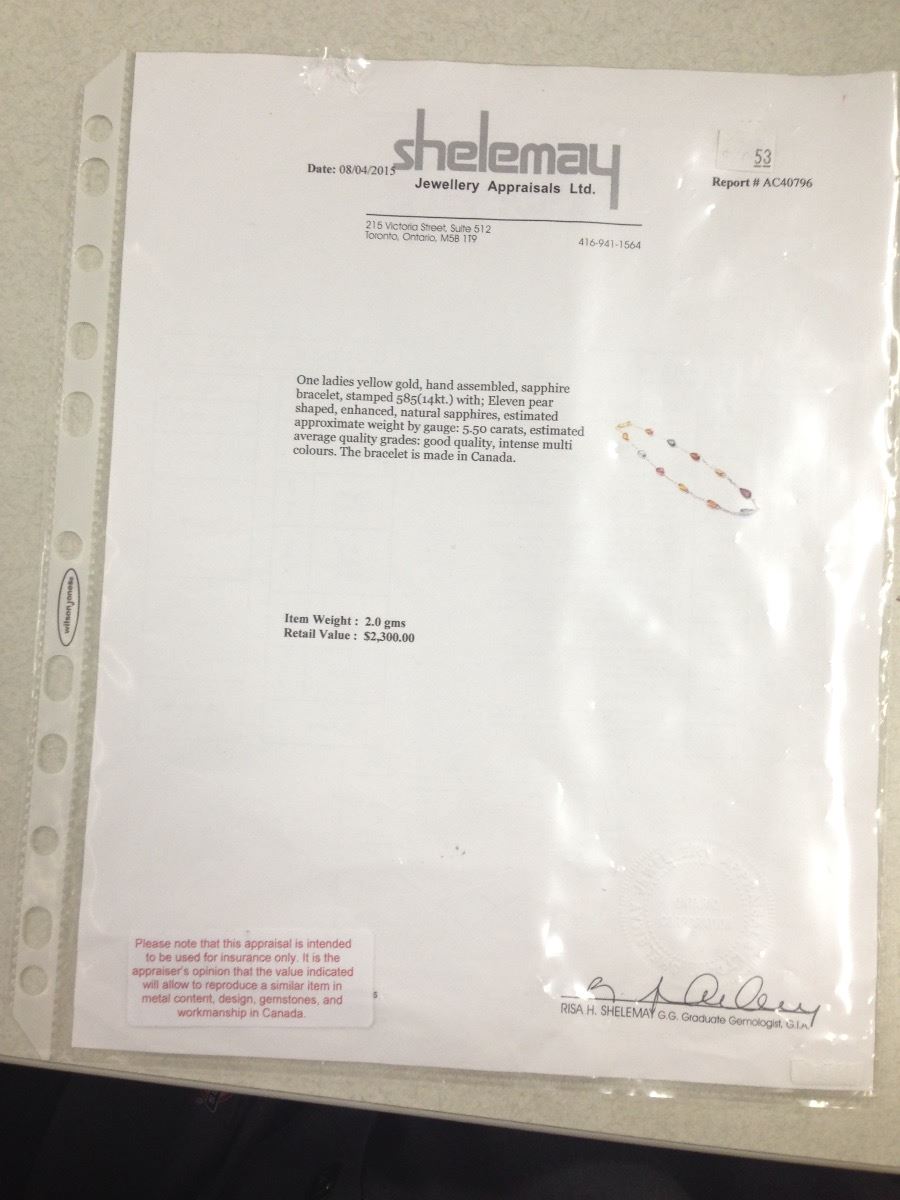 shelemay
Jewellery Appraisals Ltd.
Date: 08/04/2015
53
Report # AC40796
215 Victoria Street, Suite 512
Toronto, Ontario, M5B 1T9
416-941-1564
One ladies yellow gold, hand assembled, sapphire
bracelet, stamped 585(14kt.) with; Eleven pear
shaped, enhanced, natural sapphires, estimated
approximate weight by gauge: 5.50 carats, estimated
average quality grades: good quality, intense multi
colours. The bracelet is made in Canada.
wilson jones
Item Weight : 2.0 gms
Retail Value : $2,300.00
Please note that this appraisal is intended
to be used for insurance only. It is the
appraiser's opinion that the value indicated
will allow to reproduce a similar item in
metal content, design, gemstones, and
workmanship in Canada.
RISA H. SHELEMAY G.G. Graduate Gemologist, G.I.A.